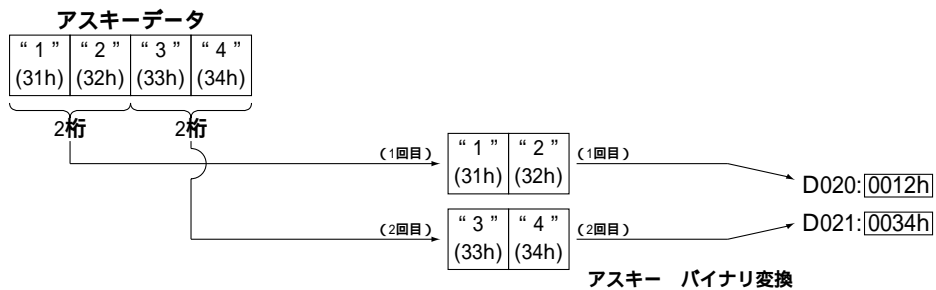 アスキーデータ
“ 1 ” “ 2 ” “ 3 ” “ 4 ”
(31h) (32h) (33h) (34h)
2桁 2桁
（1回目） “ 1 ” “ 2 ” （1回目）
(31h) (32h)
D020: 0012h
（2回目） “ 3 ” “ 4 ” （2回目） D021: 0034h
(33h) (34h)
アスキー　バイナリ変換